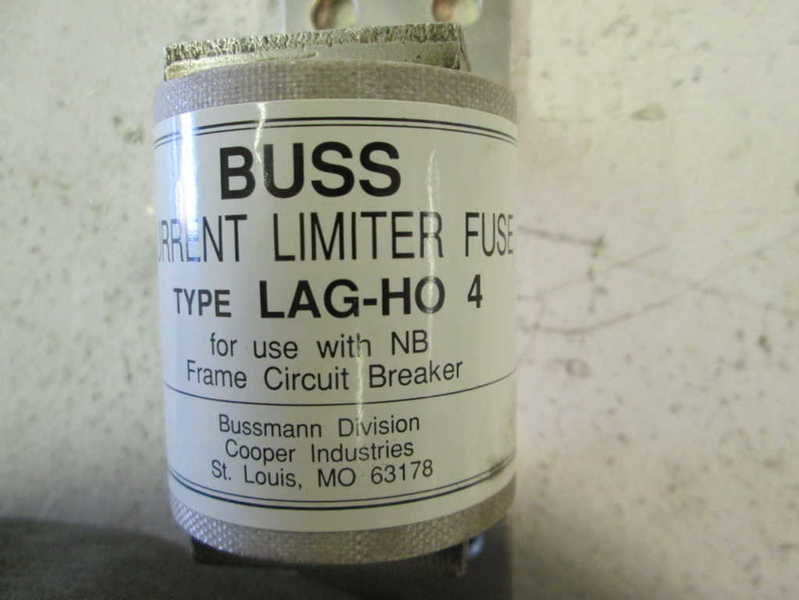 BUSS
URRENT LIMITER FUSE
TYPE LAG-HO 4
for use with NB
Frame Circuit Breaker
Bussmann Division
Cooper Industries
St. Louis, MO 63178